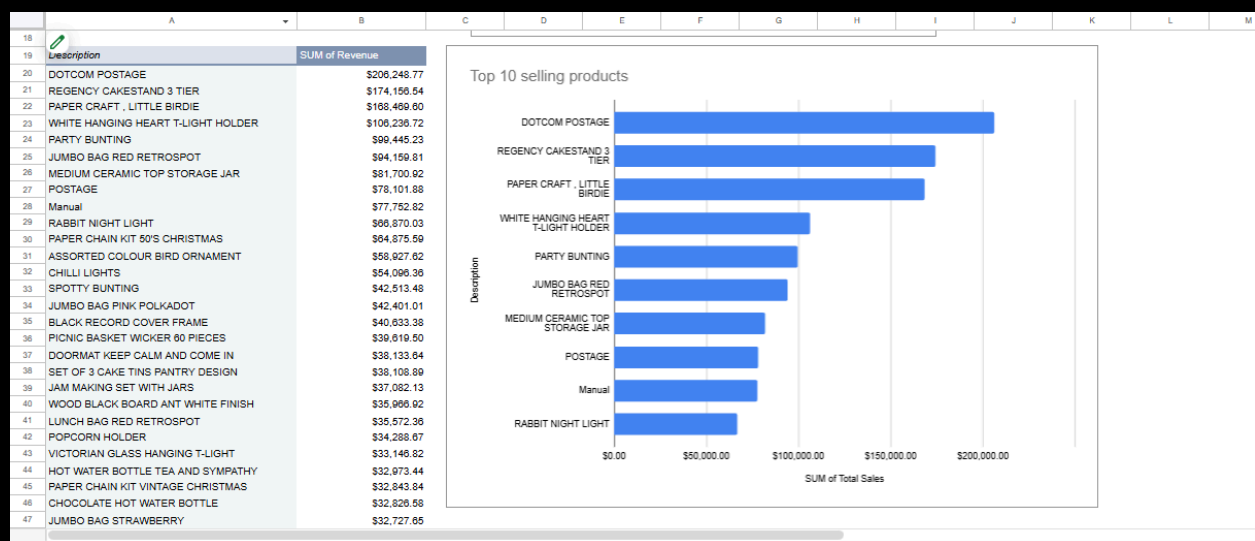 A B C D E F G H I J K L M
18
19 Description SUM of Revenue
20 DOTCOM POSTAGE $206,248.77
21 REGENCY CAKESTAND 3 TIER $174,156.54
22 PAPER CRAFT , LITTLE BIRDIE $168,469.60
23 WHITE HANGING HEART T-LIGHT HOLDER $106,236.72
24 PARTY BUNTING $99,445.23
25 JUMBO BAG RED RETROSPOT $94,159.81
26 MEDIUM CERAMIC TOP STORAGE JAR $81,700.92
27 POSTAGE $78,101.88
28 Manual $77,752.82
29 RABBIT NIGHT LIGHT $66,870.03
30 PAPER CHAIN KIT 50'S CHRISTMAS $64,875.59
31 ASSORTED COLOUR BIRD ORNAMENT $58,927.62
32 CHILLI LIGHTS $54,096.36
33 SPOTTY BUNTING $42,513.48
34 JUMBO BAG PINK POLKADOT $42,401.01
35 BLACK RECORD COVER FRAME $40,633.38
36 PICNIC BASKET WICKER 60 PIECES $39,619.50
37 DOORMAT KEEP CALM AND COME IN $38,133.64
38 SET OF 3 CAKE TINS PANTRY DESIGN $38,108.89
39 JAM MAKING SET WITH JARS $37,082.13
40 WOOD BLACK BOARD ANT WHITE FINISH $35,966.92
41 LUNCH BAG RED RETROSPOT $35,572.36
42 POPCORN HOLDER $34,288.67
43 VICTORIAN GLASS HANGING T-LIGHT $33,146.82
44 HOT WATER BOTTLE TEA AND SYMPATHY $32,973.44
45 PAPER CHAIN KIT VINTAGE CHRISTMAS $32,843.84
46 CHOCOLATE HOT WATER BOTTLE $32,826.58
47 JUMBO BAG STRAWBERRY $32,727.65
Top 10 selling products
Description
DOTCOM POSTAGE
REGENCY CAKESTAND 3
TIER
PAPER CRAFT , LITTLE
BIRDIE
WHITE HANGING HEART
T-LIGHT HOLDER
PARTY BUNTING
JUMBO BAG RED
RETROSPOT
MEDIUM CERAMIC TOP
STORAGE JAR
POSTAGE
Manual
RABBIT NIGHT LIGHT
$0.00 $50,000.00 $100,000.00 $150,000.00 $200,000.00
SUM of Total Sales